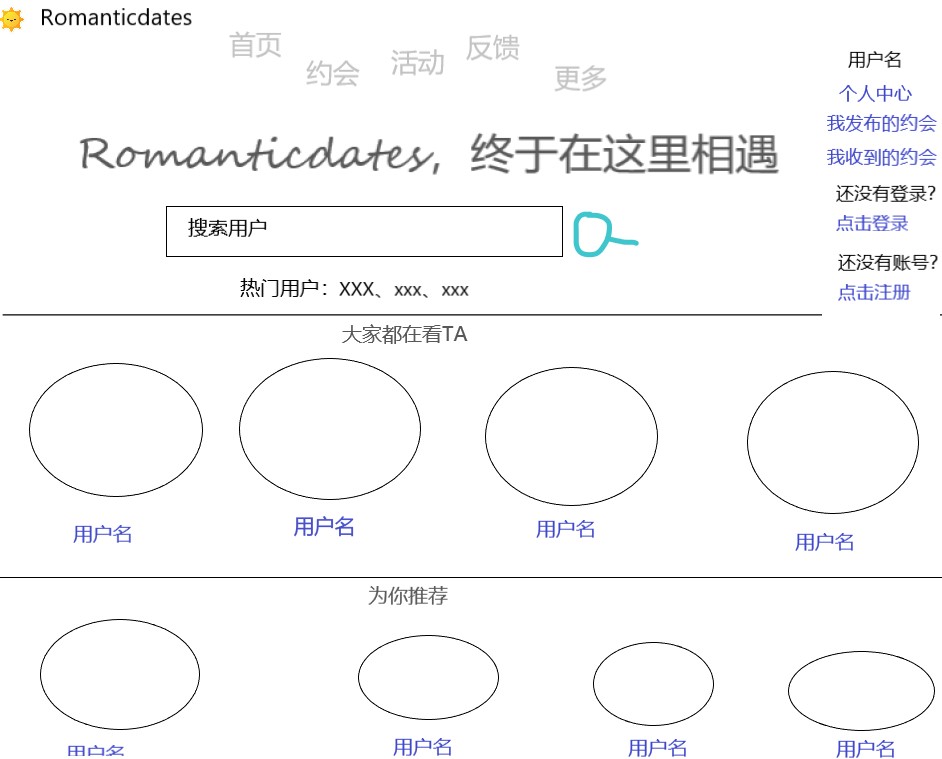 Romanticdates
首页
约会
活动
反馈
更多
用户名
个人中心
我发布的约会
我收到的约会
还没有登录?
点击登录
还没有账号?
点击注册
Romanticdates，终于在这里相遇
搜索用户
热门用户：XXX、xxx、xxx
大家都在看TA
用户名
用户名
用户名
用户名
为你推荐
用户名
用户名
用户名
用户名